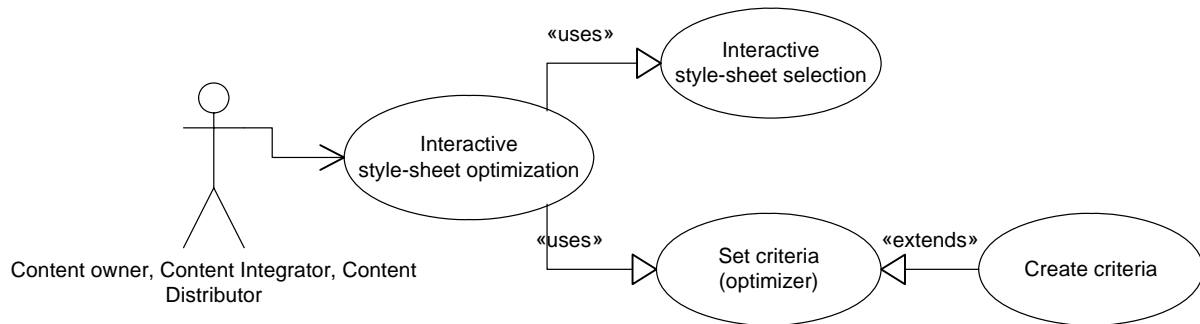 «uses»
Interactive
style-sheet selection
Interactive
style-sheet optimization
«uses»
Set criteria
(optimizer)
«extends»
Create criteria
Content owner, Content Integrator, Content
Distributor